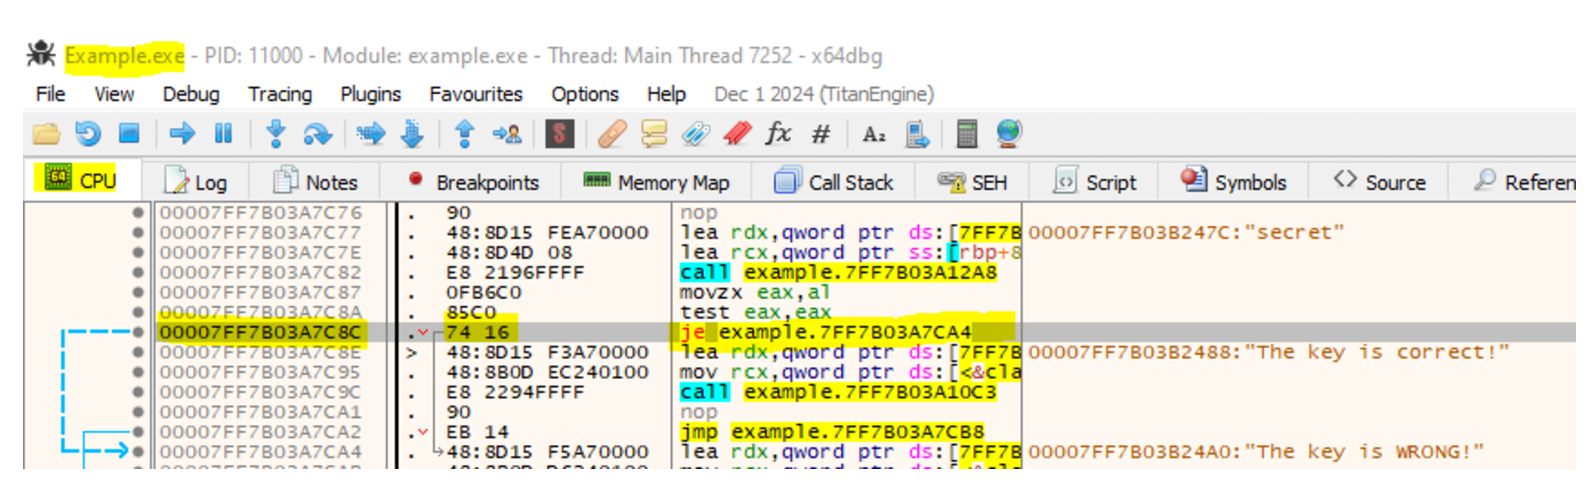 Example.exe - PID: 11000 - Module: example.exe - Thread: Main Thread 7252 - x64dbg
File View Debug Tracing Plugins Favourites Options Help Dec 1 2024 (TitanEngine)
$ fx # Az
64 CPU Log Notes Breakpoints Memory Map Call Stack SEH <> Script Symbols <> Source Referen
00007FF7B03A7C76 . 90 nop
00007FF7B03A7C77 . 48:8D15 FEA70000 lea rdx,qword ptr ds:[7FF7B 00007FF7B03B247C:"secret"
00007FF7B03A7C7E . 48:8D4D 08 lea rcx,qword ptr ss:[rbp+8
00007FF7B03A7C82 . E8 2196FFFF call example.7FF7B03A12A8
00007FF7B03A7C87 . 0FB6C0 movzx eax,al
00007FF7B03A7C8A . 85C0 test eax,eax
00007FF7B03A7C8C . 74 16 je example.7FF7B03A7CA4
00007FF7B03A7C8E > 48:8D15 F3A70000 lea rdx,qword ptr ds:[7FF7B 00007FF7B03B2488:"The key is correct!"
00007FF7B03A7C95 . 48:8B0D EC240100 mov rcx,qword ptr ds:[<&cla
00007FF7B03A7C9C . E8 2294FFFF call example.7FF7B03A10C3
00007FF7B03A7CA1 . 90 nop
00007FF7B03A7CA2 . EB 14 jmp example.7FF7B03A7CB8
00007FF7B03A7CA4 . 48:8D15 F5A70000 lea rdx,qword ptr ds:[7FF7B 00007FF7B03B24A0:"The key is WRONG!"